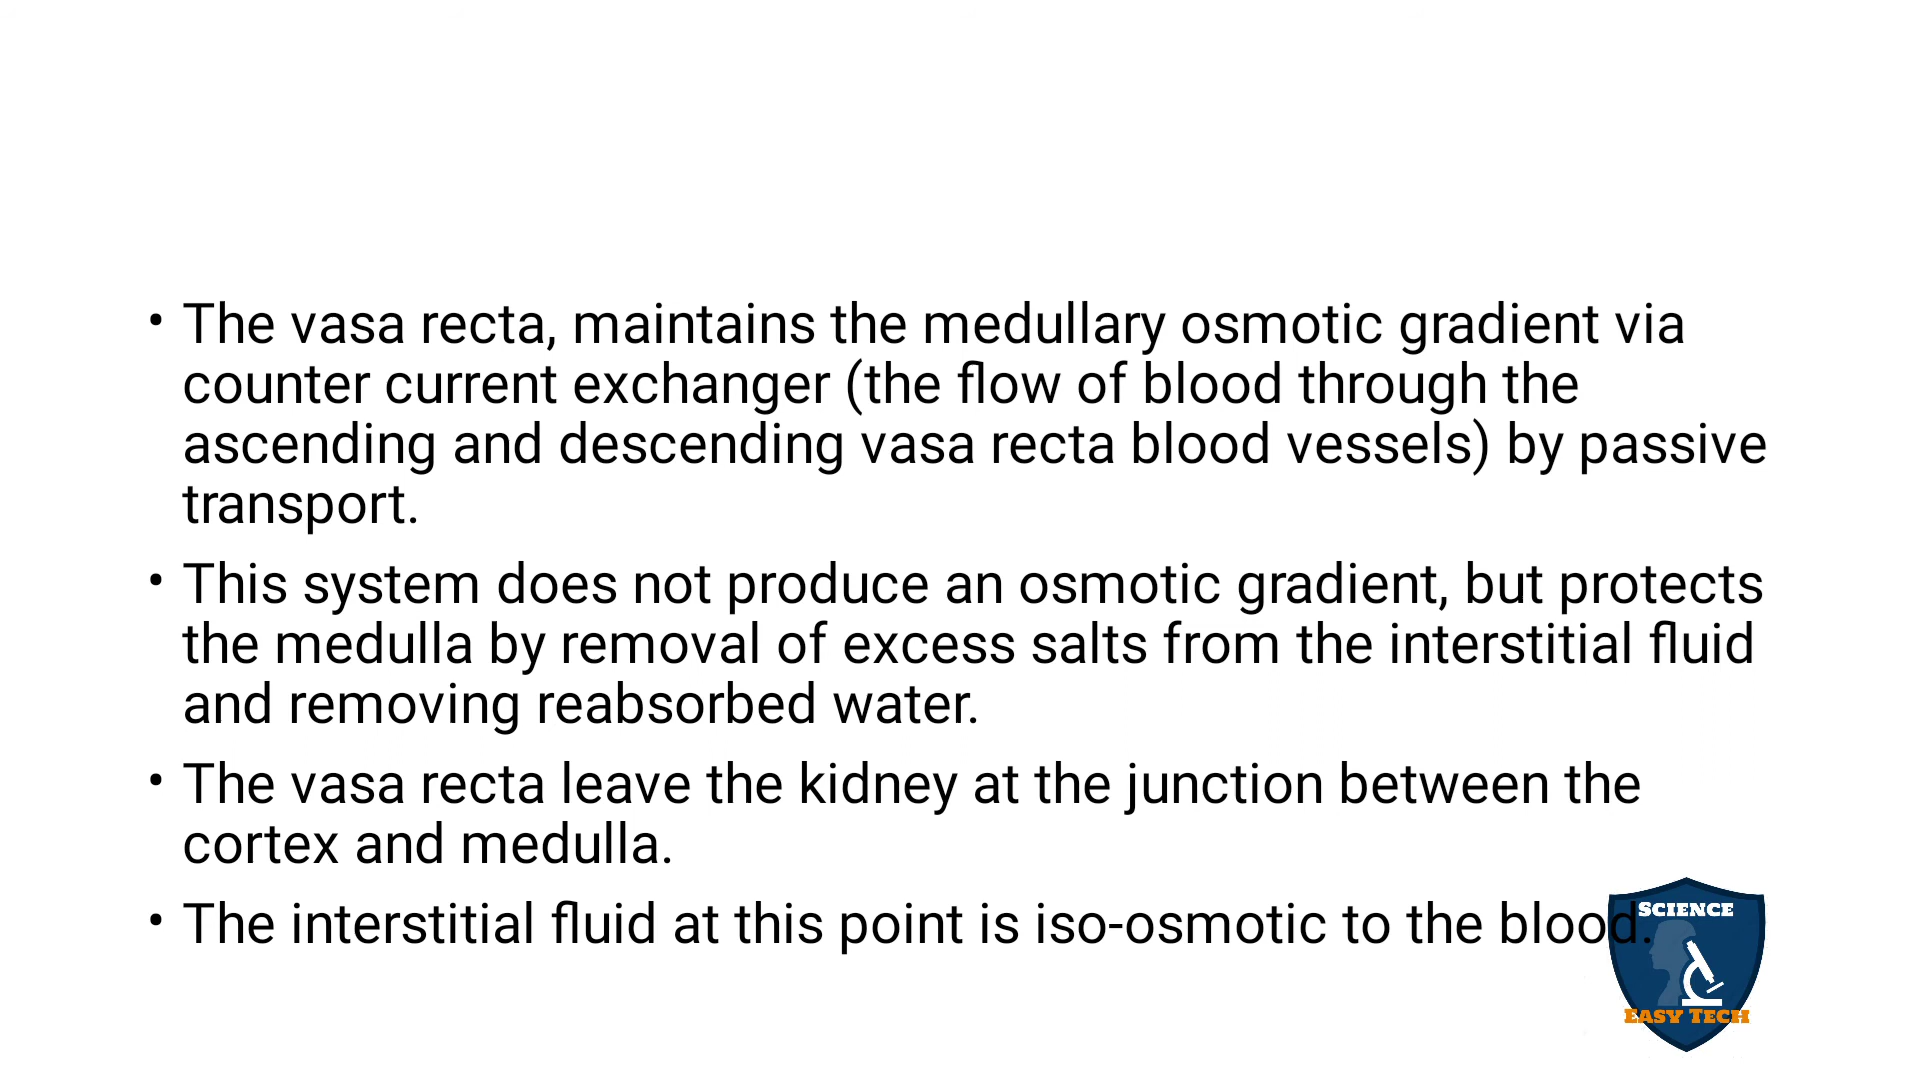 • The vasa recta, maintains the medullary osmotic gradient via
counter current exchanger (the flow of blood through the
ascending and descending vasa recta blood vessels) by passive
transport.
• This system does not produce an osmotic gradient, but protects
the medulla by removal of excess salts from the interstitial fluid
and removing reabsorbed water.
• The vasa recta leave the kidney at the junction between the
cortex and medulla.
• The interstitial fluid at this point is iso-osmotic to the blood.
SCIENCE
EASY TECH